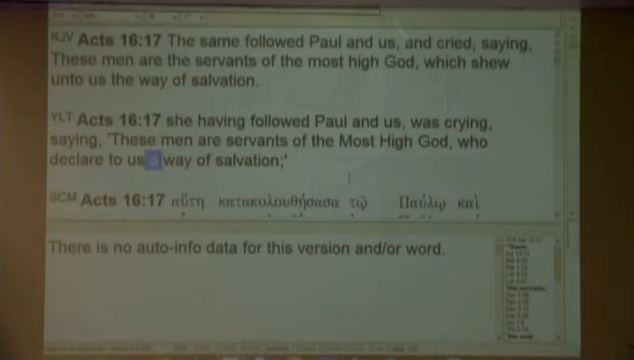 KJV Acts 16:17 The same followed Paul and us, and cried, saying,
These men are the servants of the most high God, which shew
unto us the way of salvation.
YLT Acts 16:17 she having followed Paul and us, was crying,
saying, 'These men are servants of the Most High God, who
declare to us a way of salvation;'
SCM Acts 16:17 αὕτη κατακολουθήσασα τῷ Παύλῳ καὶ
There is no auto-info data for this version and/or word.